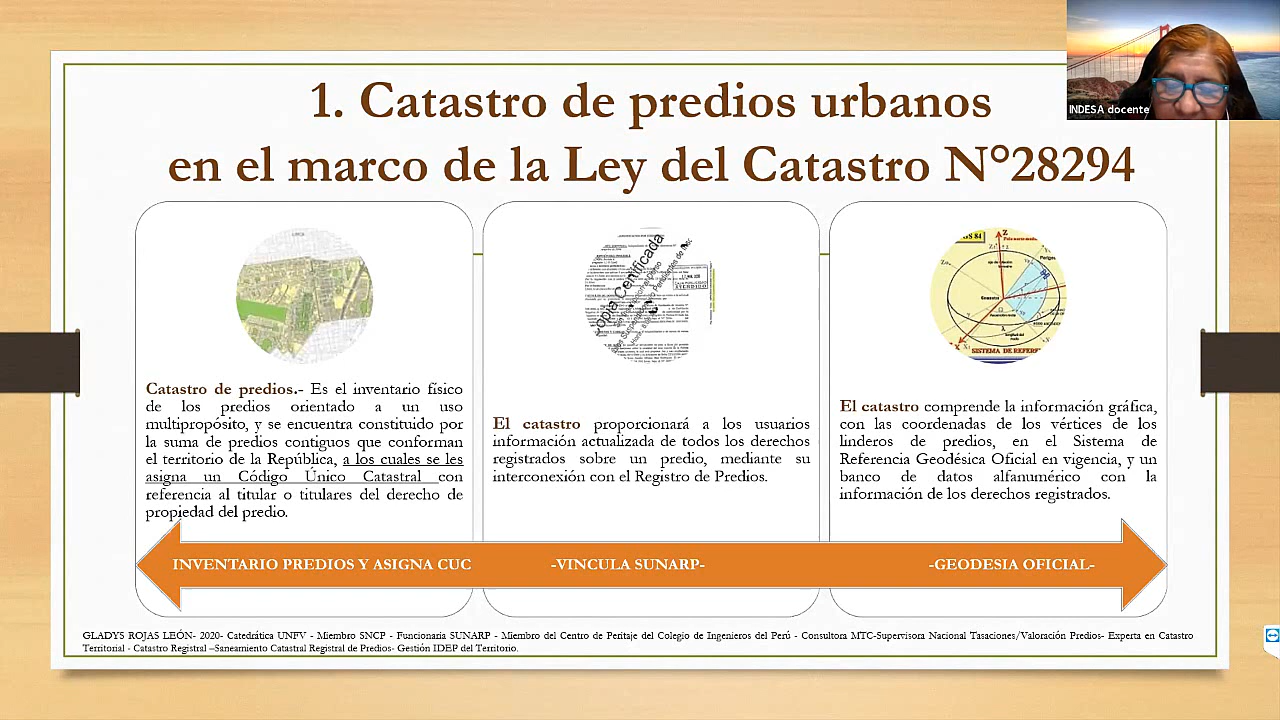 INDESA docente
1. Catastro de predios urbanos
en el marco de la Ley del Catastro N°28294
Catastro de predios.- Es el inventario físico
de los predios orientado a un uso
multipropósito, y se encuentra constituido por
la suma de predios contiguos que conforman
el territorio de la República, a los cuales se les
asigna un Código Único Catastral con
referencia al titular o titulares del derecho de
propiedad del predio.
opia Certificada
El catastro proporcionará a los usuarios
información actualizada de todos los derechos
registrados sobre un predio, mediante su
interconexión con el Registro de Predios.
GS 84
Z
SISTEMA DE REFER
El catastro comprende la información gráfica,
con las coordenadas de los vértices de los
linderos de predios, en el Sistema de
Referencia Geodésica Oficial en vigencia, y un
banco de datos alfanumérico con la
información de los derechos registrados.
INVENTARIO PREDIOS Y ASIGNA CUC
-VINCULA SUNARP-
-GEODESIA OFICIAL-
GLADYS ROJAS LEÓN- 2020- Catedrática UNFV - Miembro SNCP - Funcionaria SUNARP - Miembro del Centro de Peritaje del Colegio de Ingenieros del Perú - Consultora MTC-Supervisora Nacional Tasaciones/Valoración Predios- Experta en Catastro
Territorial - Catastro Registral –Saneamiento Catastral Registral de Predios- Gestión IDEP del Territorio.